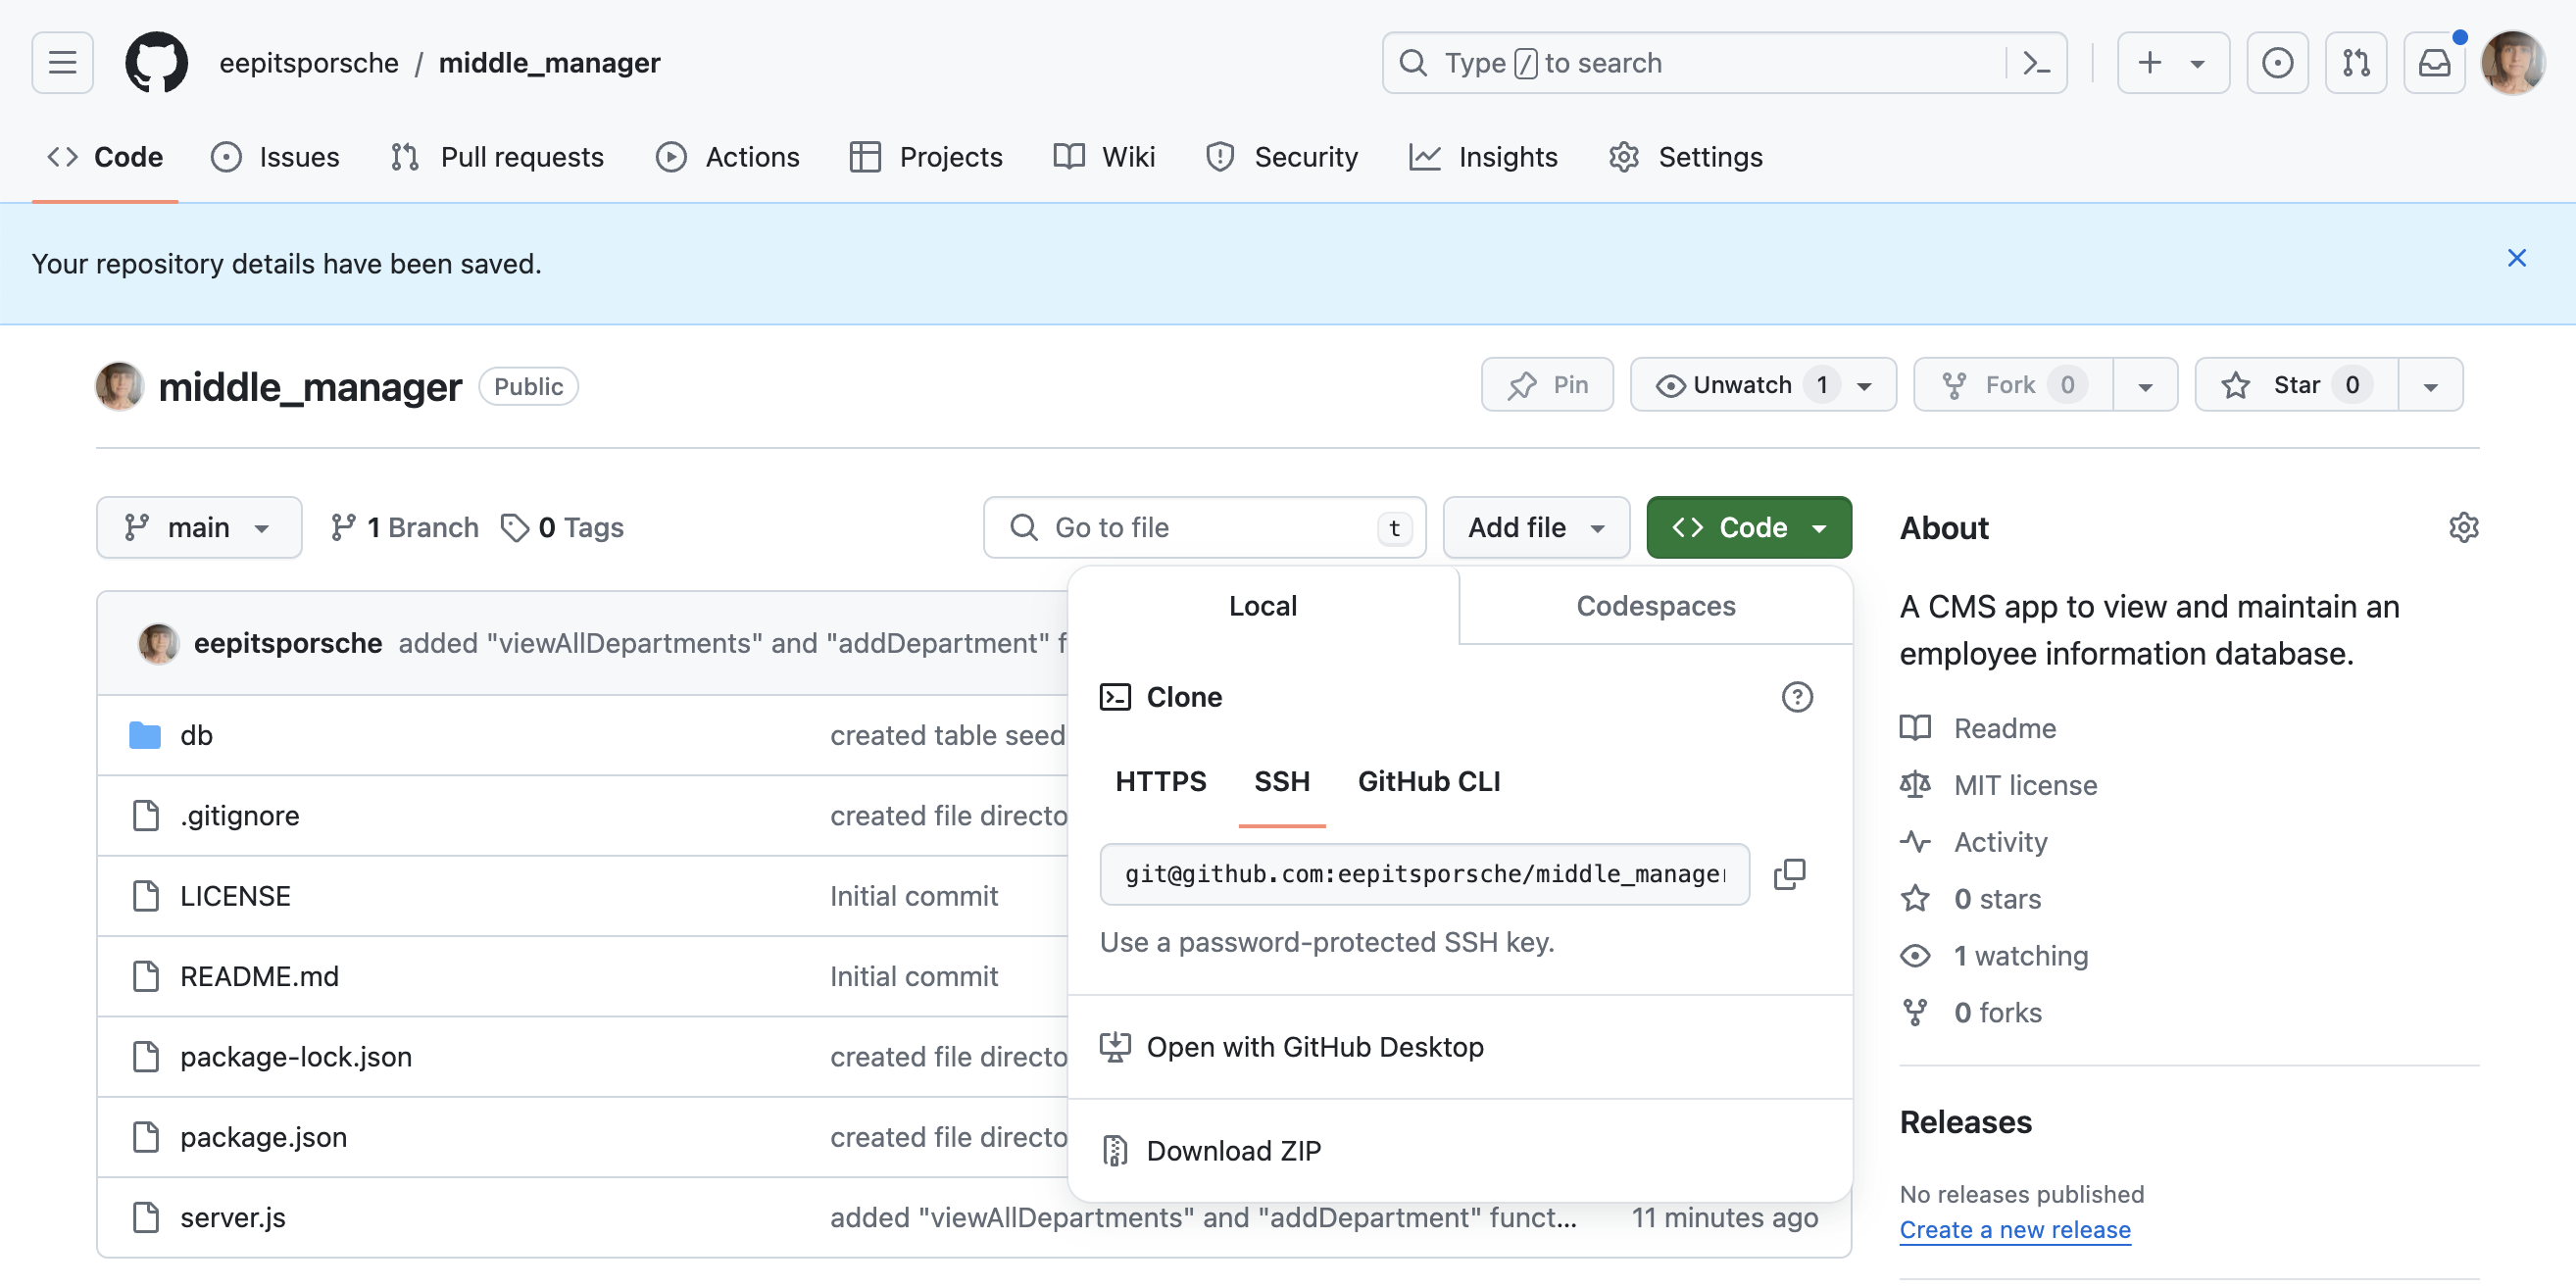 eepitsporsche / middle_manager
Type / to search
Code Issues Pull requests Actions Projects Wiki Security Insights Settings
Your repository details have been saved.
middle_manager Public
Pin Unwatch 1 Fork 0 Star 0
main 1 Branch 0 Tags Go to file t Add file Code
Local Codespaces
Clone
HTTPS SSH GitHub CLI
git@github.com:eepitsporsche/middle_manager
Use a password-protected SSH key.
Open with GitHub Desktop
Download ZIP
eepitsporsche added "viewAllDepartments" and "addDepartment" f
db created table seed
.gitignore created file directo
LICENSE Initial commit
README.md Initial commit
package-lock.json created file directo
package.json created file directo
server.js added "viewAllDepartments" and "addDepartment" funct... 11 minutes ago
About
A CMS app to view and maintain an
employee information database.
Readme
MIT license
Activity
0 stars
1 watching
0 forks
Releases
No releases published
Create a new release